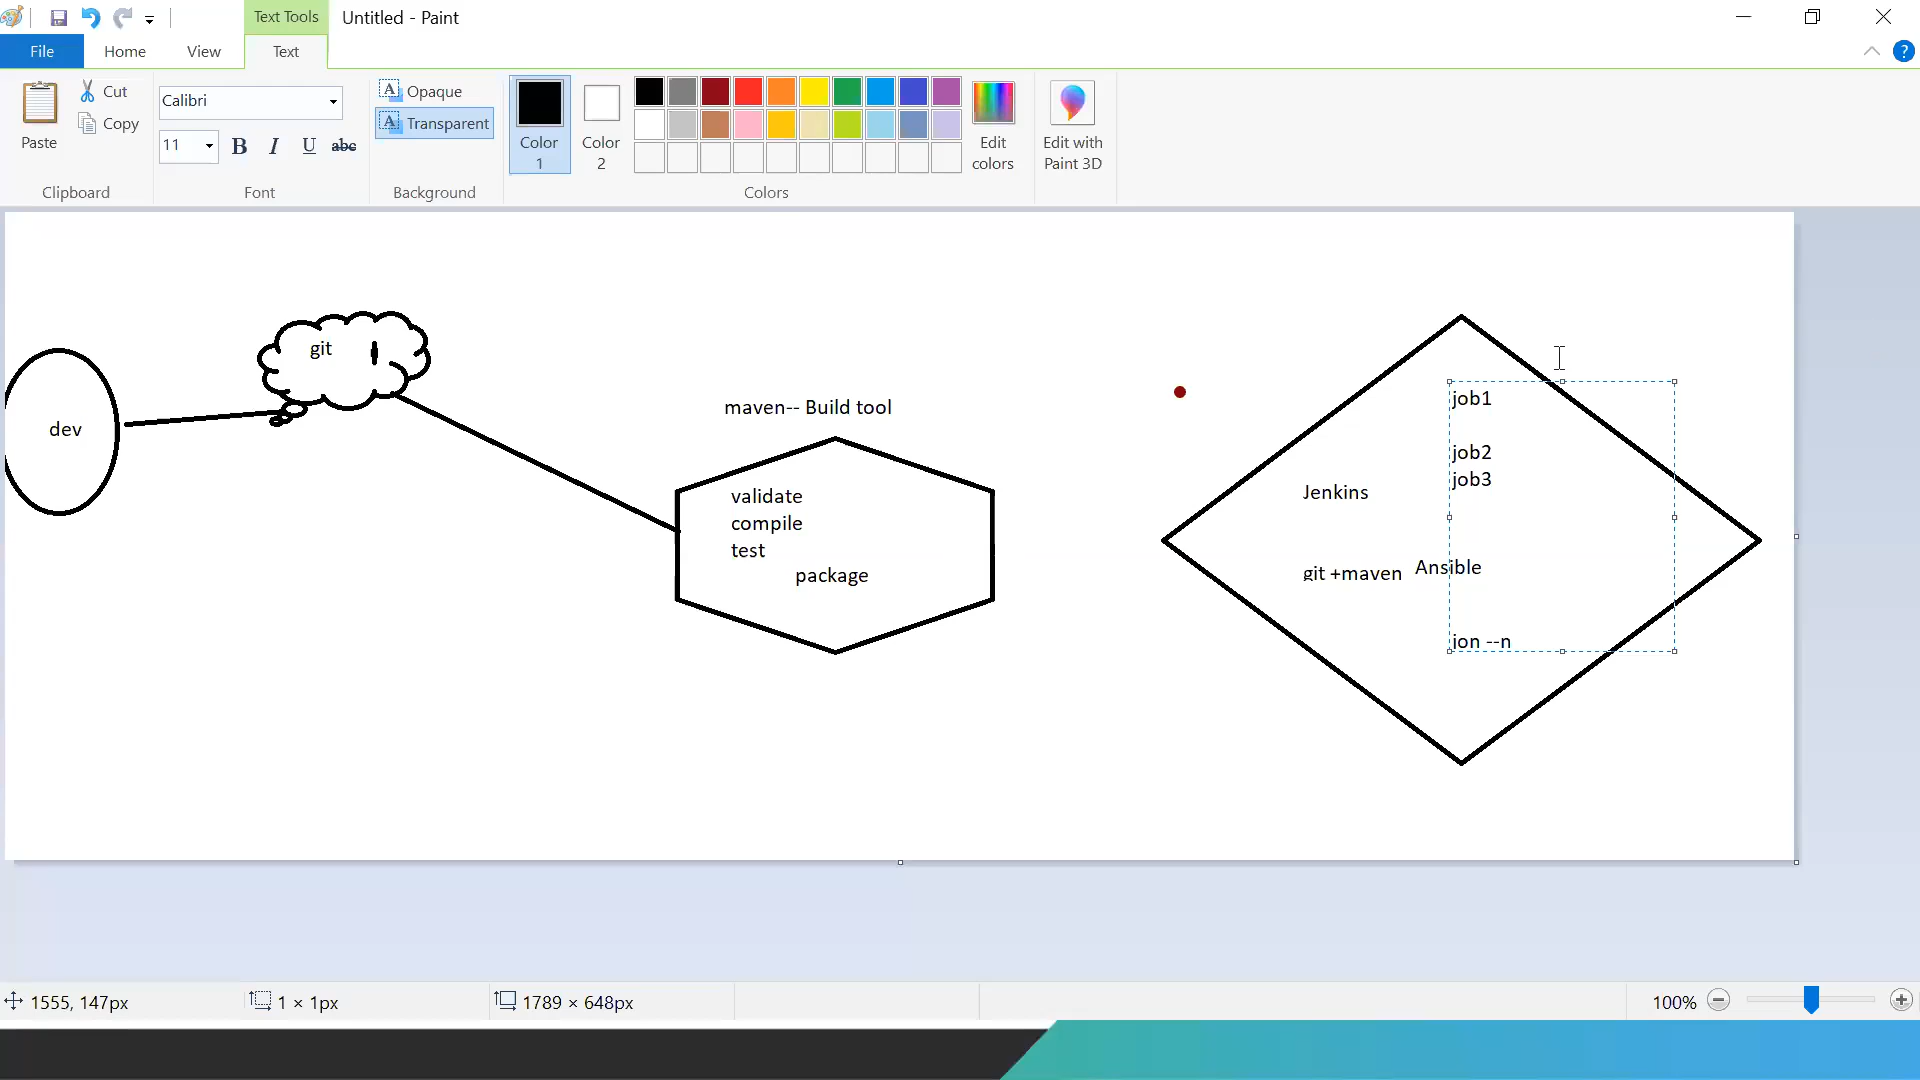 Text Tools
Untitled - Paint
File
Home
View
Text
Paste
Cut
Copy
Clipboard
Calibri
11
B I U abc
Font
Opaque
Transparent
Background
Color
1
Color
2
Edit
colors
Colors
Edit with
Paint 3D
git
dev
maven-- Build tool
validate
compile
test
package
Jenkins
git +maven
Ansible
job1
job2
job3
jon --n
1555, 147px
1 × 1px
1789 × 648px
100%